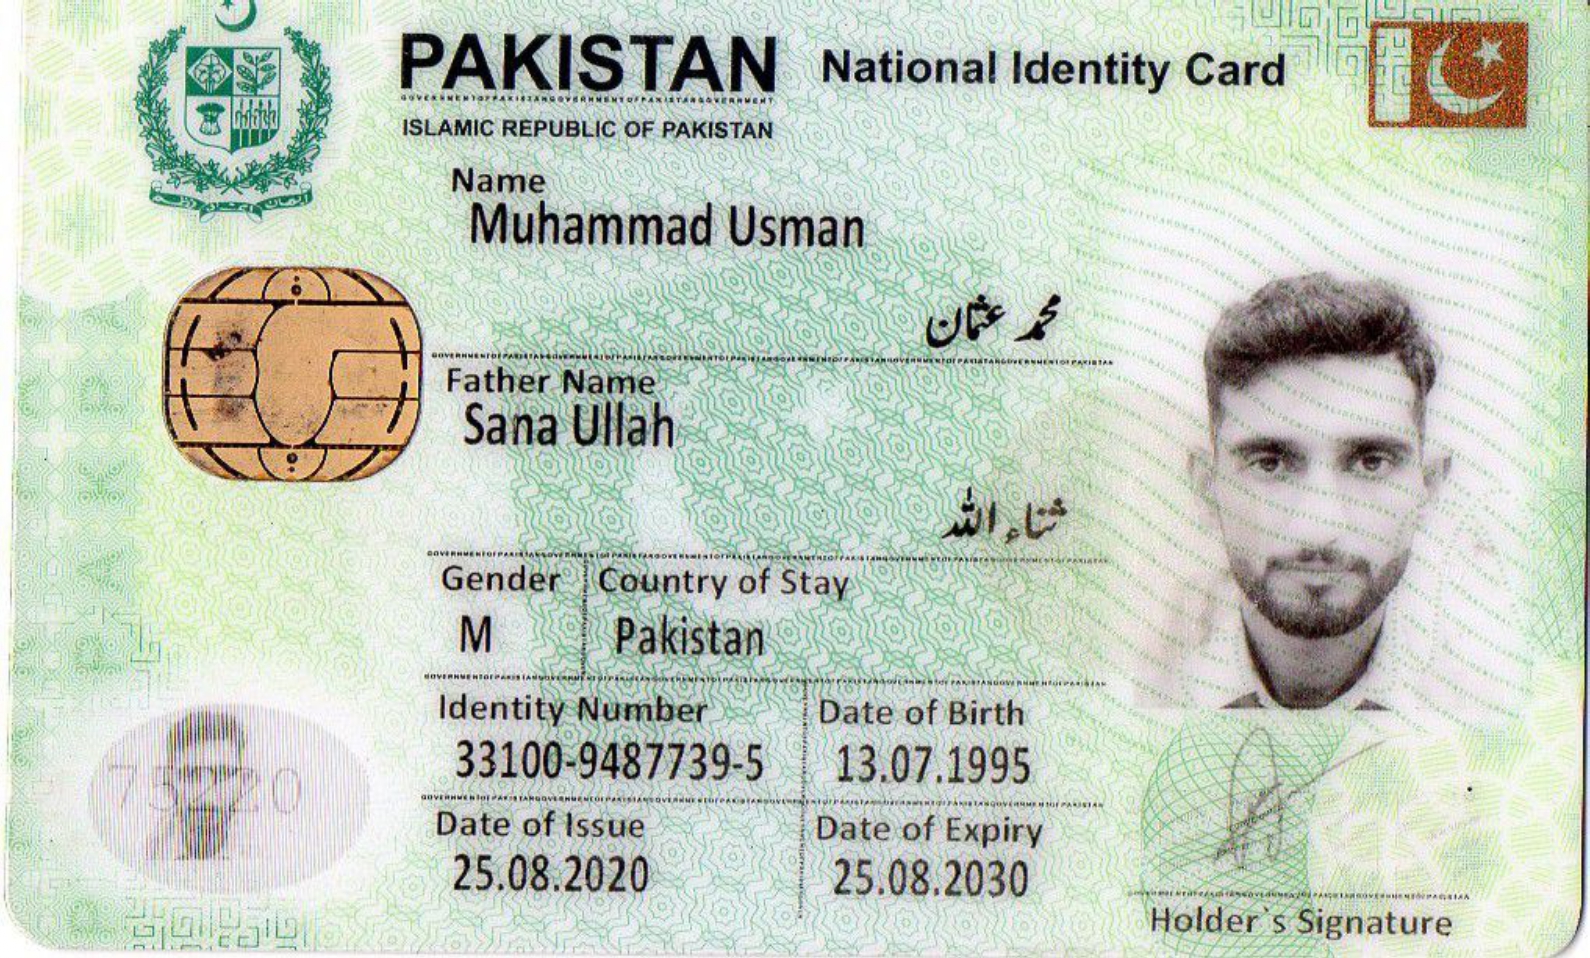 PAKISTAN National Identity Card
ISLAMIC REPUBLIC OF PAKISTAN
Name
Muhammad Usman
محمد عثمان
Father Name
Sana Ullah
ثناء اللہ
Gender Country of Stay
M Pakistan
Identity Number Date of Birth
33100-9487739-5 13.07.1995
Date of Issue Date of Expiry
25.08.2020 25.08.2030
Holder`s Signature